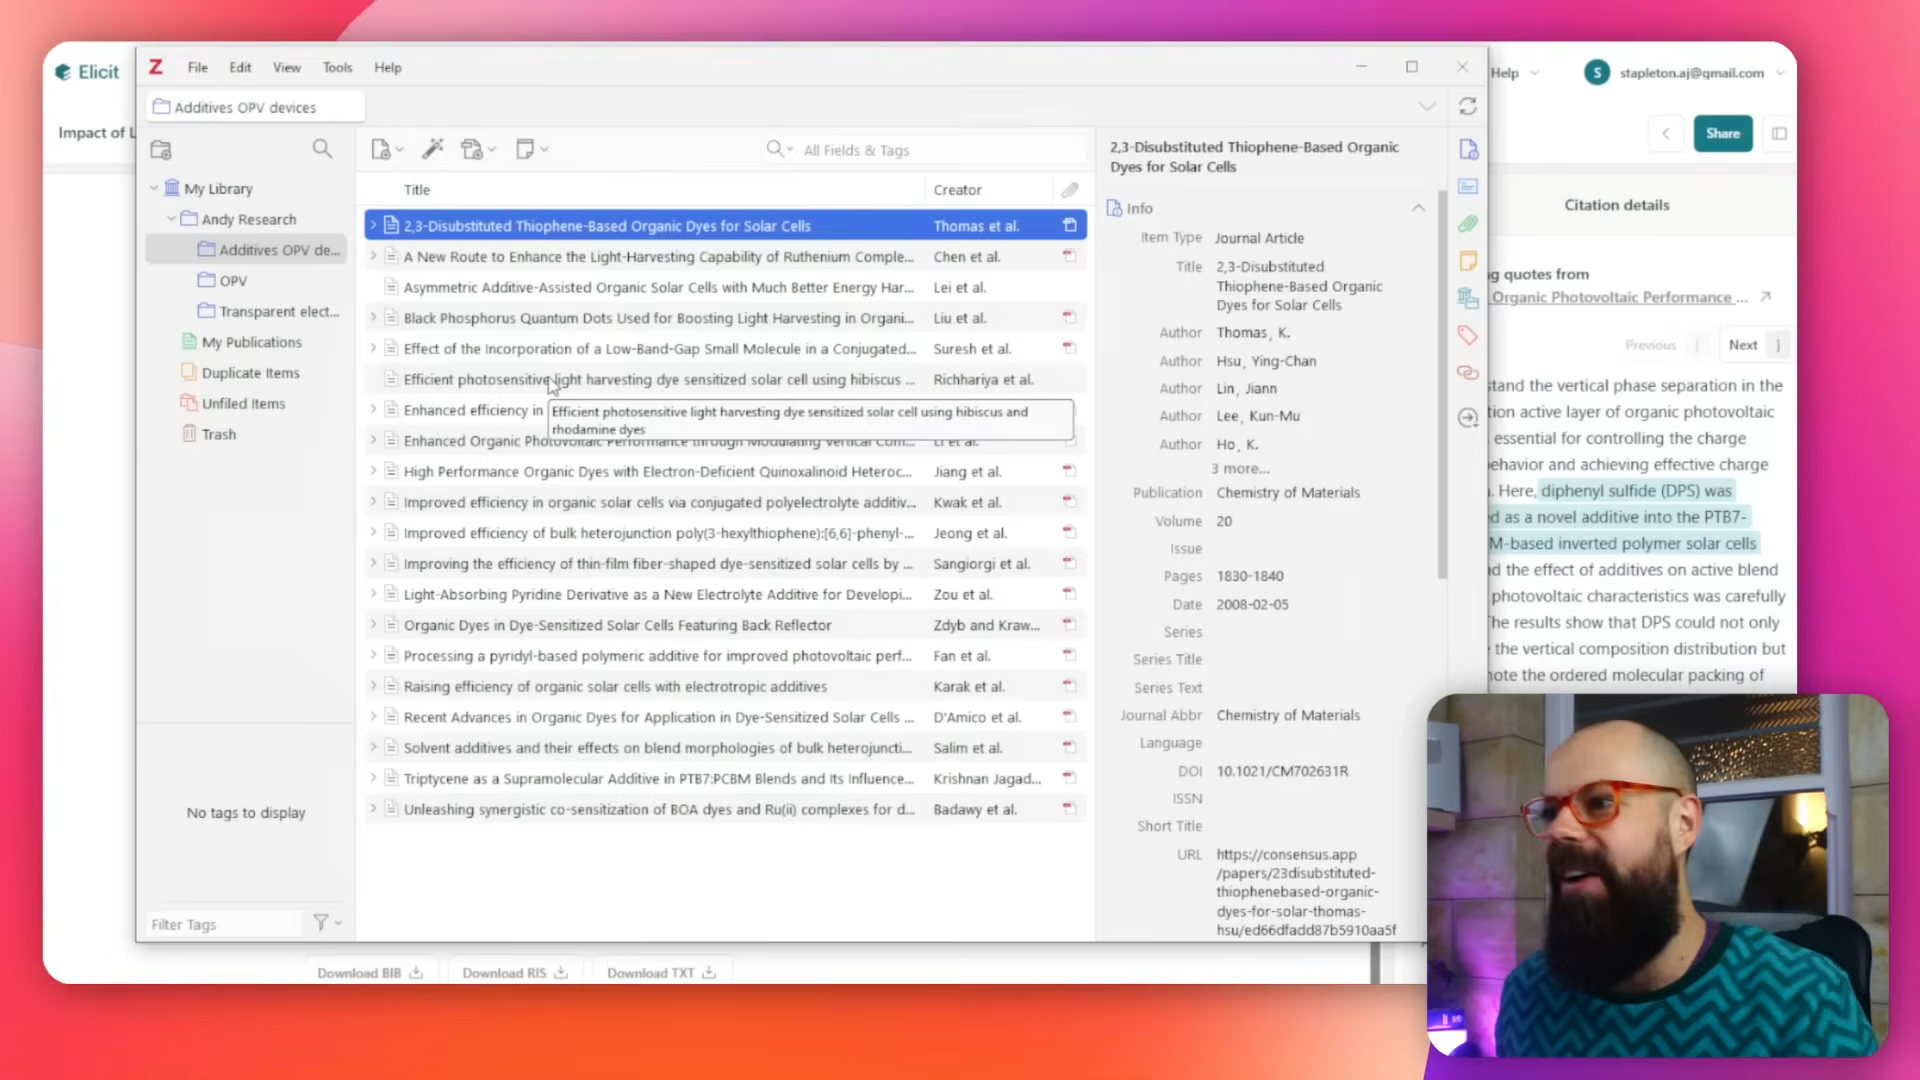 Elicit
Z
File
Edit
View
Tools
Help
Help
S
stapleton.aj@gmail.com
Additives OPV devices
Impact of L
Share
All Fields & Tags
2,3-Disubstituted Thiophene-Based Organic
Dyes for Solar Cells
My Library
Andy Research
Additives OPV de...
OPV
Transparent elect...
My Publications
Duplicate Items
Unfiled Items
Trash
No tags to display
Filter Tags
Title
Creator
2,3-Disubstituted Thiophene-Based Organic Dyes for Solar Cells
Thomas et al.
A New Route to Enhance the Light-Harvesting Capability of Ruthenium Comple...
Chen et al.
Asymmetric Additive-Assisted Organic Solar Cells with Much Better Energy Har...
Lei et al.
Black Phosphorus Quantum Dots Used for Boosting Light Harvesting in Organi...
Liu et al.
Effect of the Incorporation of a Low-Band-Gap Small Molecule in a Conjugated...
Suresh et al.
Efficient photosensitive light harvesting dye sensitized solar cell using hibiscus ...
Richhariya et al.
Enhanced efficiency in
Efficient photosensitive light harvesting dye sensitized solar cell using hibiscus and
rhodamine dyes
Enhanced Organic Photovoltaic Performance through Modulating Vertical Com...
Li et al.
High Performance Organic Dyes with Electron-Deficient Quinoxalinoid Heteroc...
Jiang et al.
Improved efficiency in organic solar cells via conjugated polyelectrolyte additiv...
Kwak et al.
Improved efficiency of bulk heterojunction poly(3-hexylthiophene):[6,6]-phenyl-...
Jeong et al.
Improving the efficiency of thin-film fiber-shaped dye-sensitized solar cells by ...
Sangiorgi et al.
Light-Absorbing Pyridine Derivative as a New Electrolyte Additive for Developi...
Zou et al.
Organic Dyes in Dye-Sensitized Solar Cells Featuring Back Reflector
Zdyb and Kraw...
Processing a pyridyl-based polymeric additive for improved photovoltaic perf...
Fan et al.
Raising efficiency of organic solar cells with electrotropic additives
Karak et al.
Recent Advances in Organic Dyes for Application in Dye-Sensitized Solar Cells ...
D'Amico et al.
Solvent additives and their effects on blend morphologies of bulk heterojuncti...
Salim et al.
Triptycene as a Supramolecular Additive in PTB7:PCBM Blends and Its Influence...
Krishnan Jagad...
Unleashing synergistic co-sensitization of BOA dyes and Ru(ii) complexes for d...
Badawy et al.
Info
Item Type Journal Article
Title 2,3-Disubstituted
Thiophene-Based Organic
Dyes for Solar Cells
Author Thomas, K.
Author Hsu, Ying-Chan
Author Lin, Jiann
Author Lee, Kun-Mu
Author Ho, K.
3 more...
Publication Chemistry of Materials
Volume 20
Issue
Pages 1830-1840
Date 2008-02-05
Series
Series Title
Series Text
Journal Abbr Chemistry of Materials
Language
DOI 10.1021/CM702631R
ISSN
Short Title
URL https://consensus.app
/papers/23disubstituted-
thiophenebased-organic-
dyes-for-solar-thomas-
hsu/ed66dfadd87b5910aa5f
Citation details
g quotes from
Organic Photovoltaic Performance ...
Previous [
Next ]
stand the vertical phase separation in the
tion active layer of organic photovoltaic
essential for controlling the charge
ehavior and achieving effective charge
. Here, diphenyl sulfide (DPS) was
ed as a novel additive into the PTB7-
M-based inverted polymer solar cells
d the effect of additives on active blend
photovoltaic characteristics was carefully
he results show that DPS could not only
the vertical composition distribution but
note the ordered molecular packing of
Download BIB
Download RIS
Download TXT